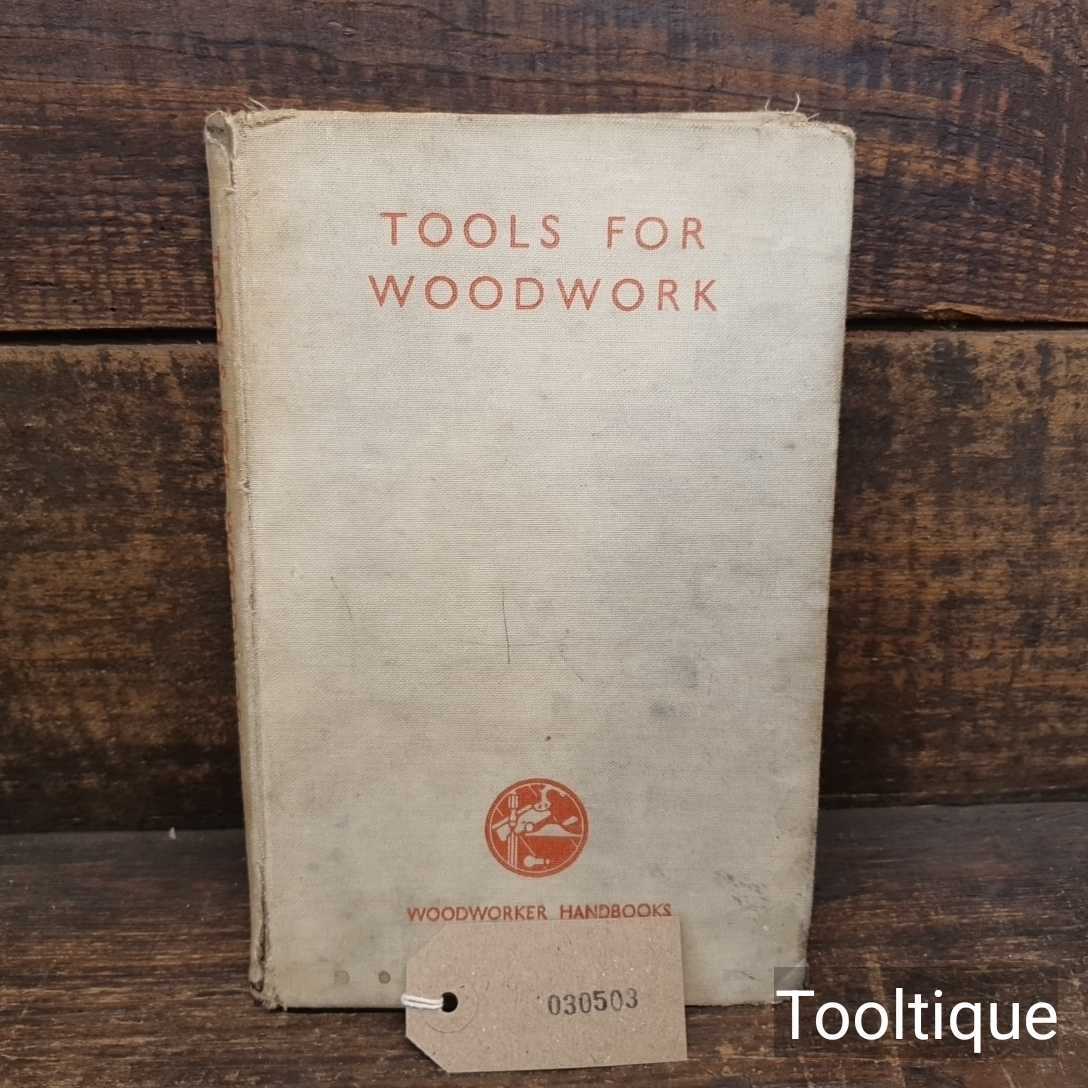 TOOLS FOR
WOODWORK
WOODWORKER HANDBOOKS
030503
Tooltique